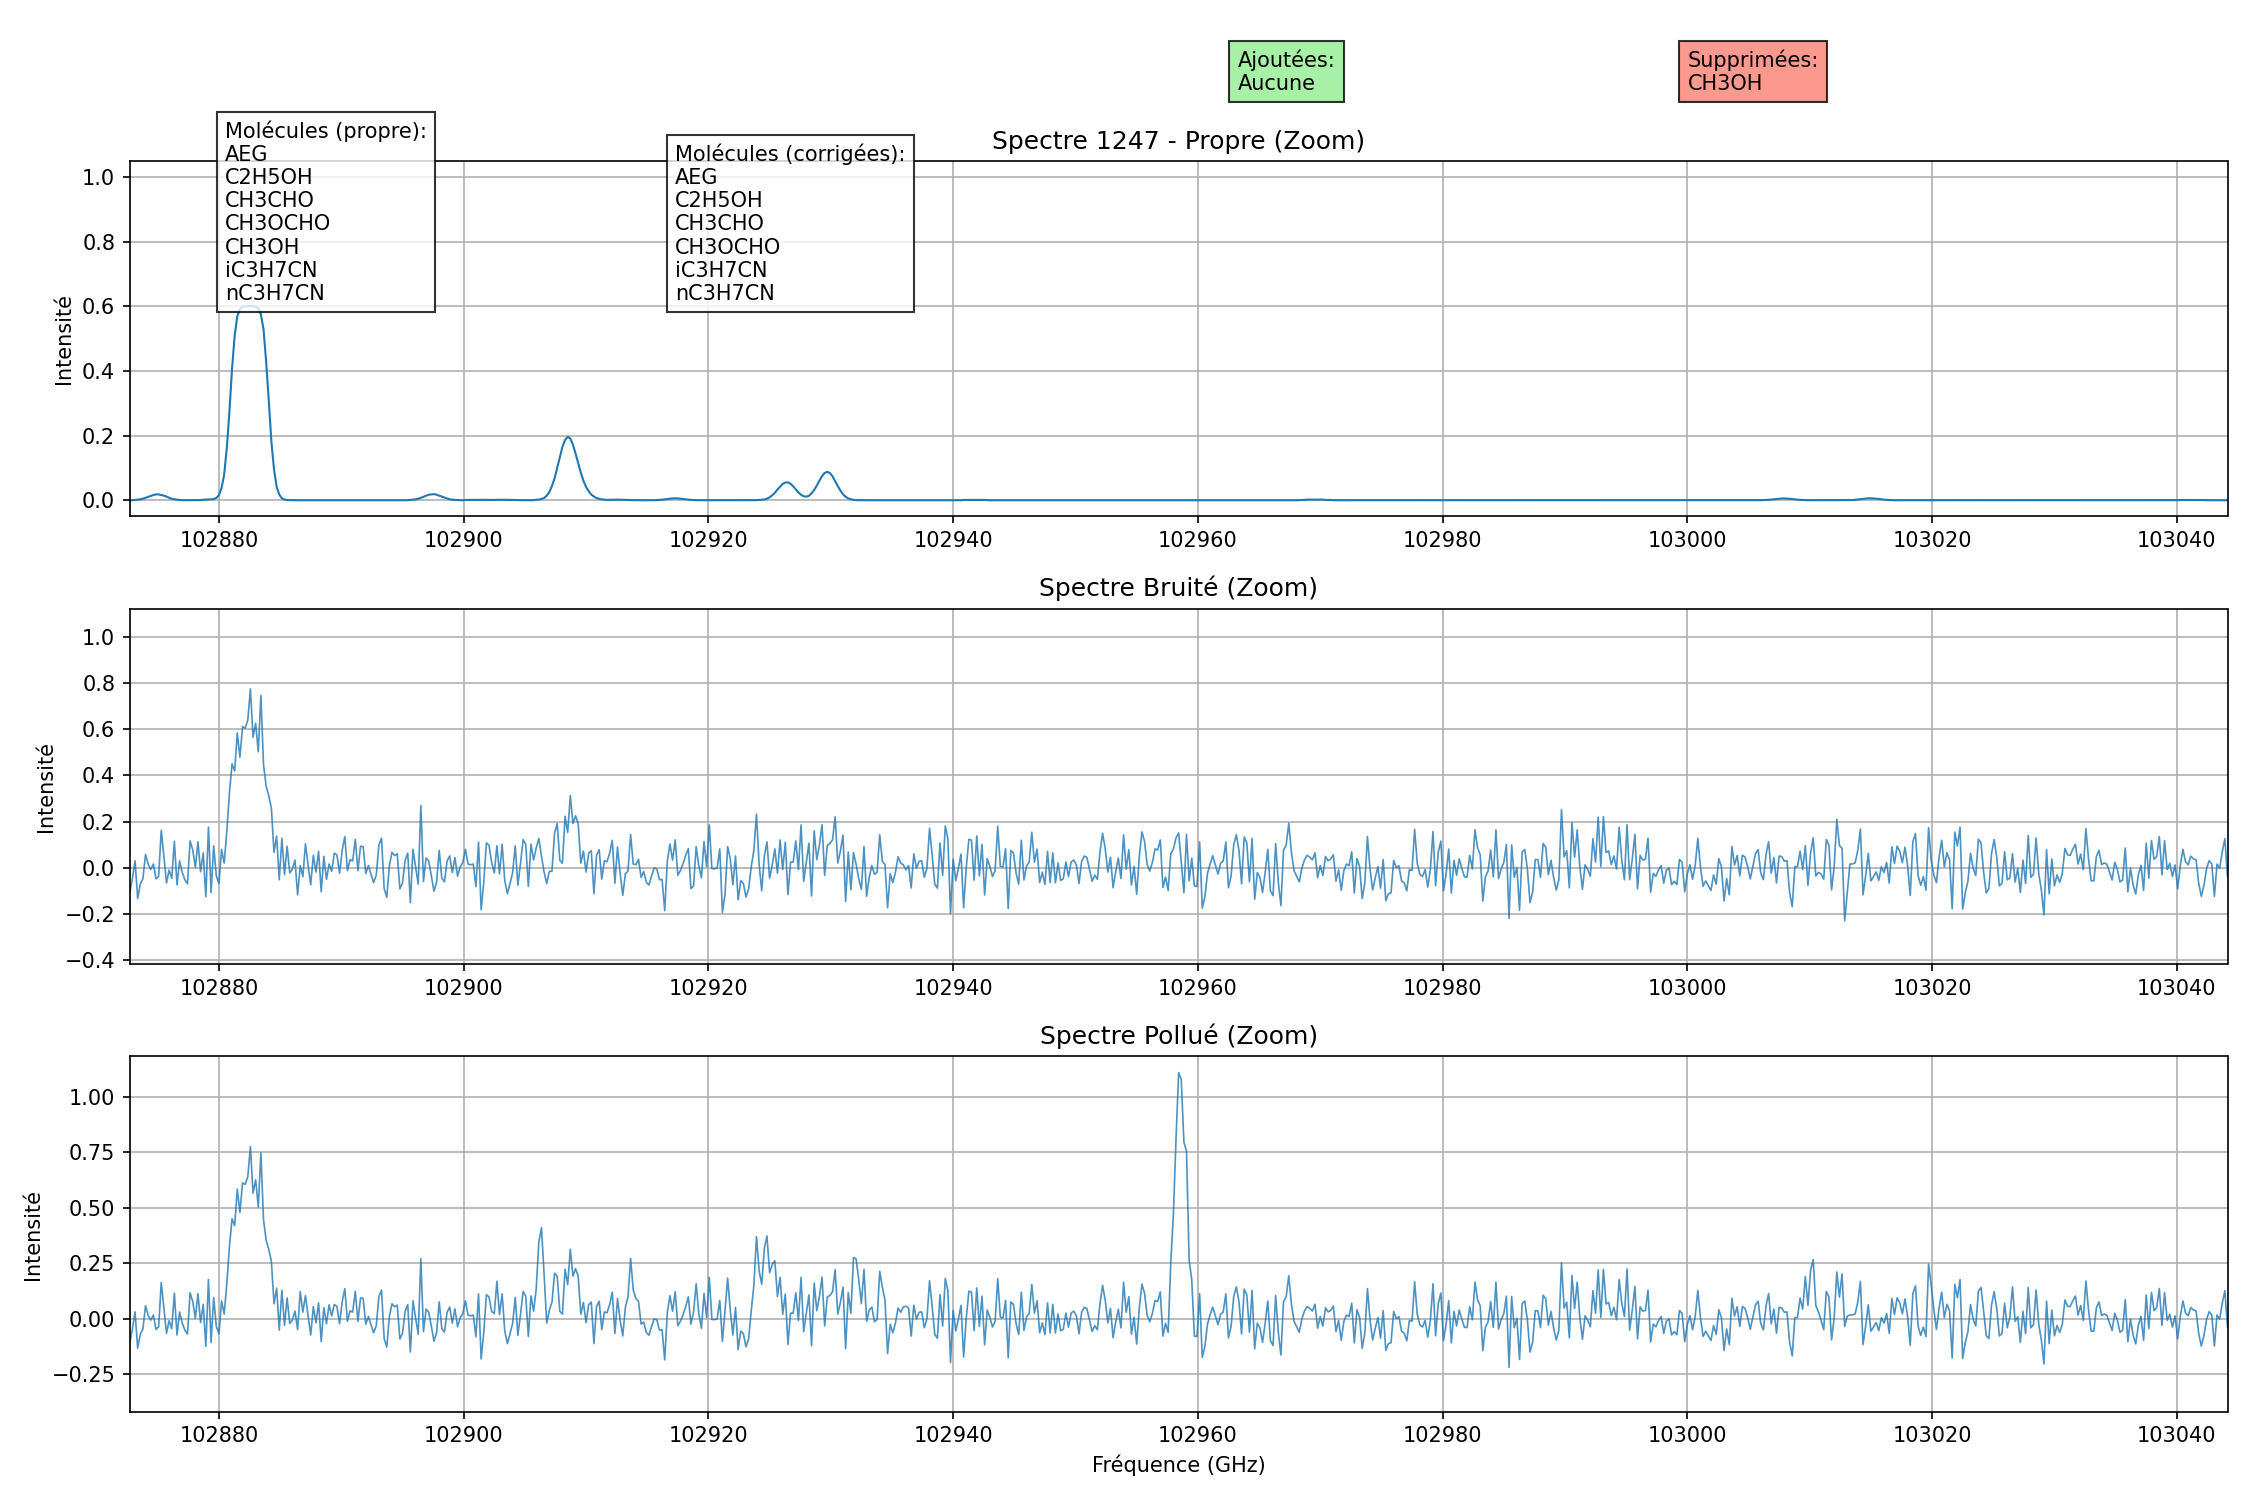 Ajoutées:
Aucune
Supprimées:
CH3OH
Molécules (propre):
AEG
C2H5OH
CH3CHO
CH3OCHO
CH3OH
iC3H7CN
nC3H7CN
Molécules (corrigées):
AEG
C2H5OH
CH3CHO
CH3OCHO
iC3H7CN
nC3H7CN
Spectre 1247 - Propre (Zoom)
Intensité
1.0
0.8
0.6
0.4
0.2
0.0
102880 102900 102920 102940 102960 102980 103000 103020 103040
Spectre Bruité (Zoom)
Intensité
1.0
0.8
0.6
0.4
0.2
0.0
−0.2
−0.4
102880 102900 102920 102940 102960 102980 103000 103020 103040
Spectre Pollué (Zoom)
Intensité
1.00
0.75
0.50
0.25
0.00
−0.25
102880 102900 102920 102940 102960 102980 103000 103020 103040
Fréquence (GHz)